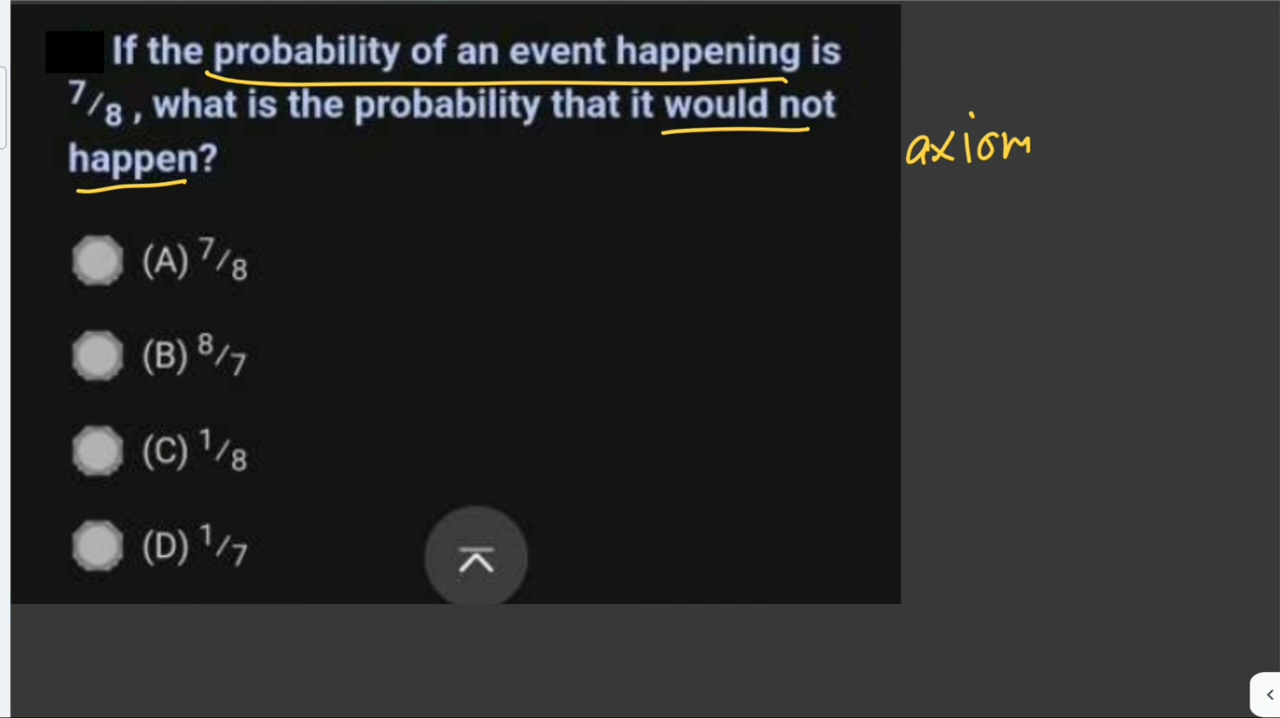 If the probability of an event happening is
7/8, what is the probability that it would not
happen?
axiom
(A) 7/8
(B) 8/7
(C) 1/8
(D) 1/7